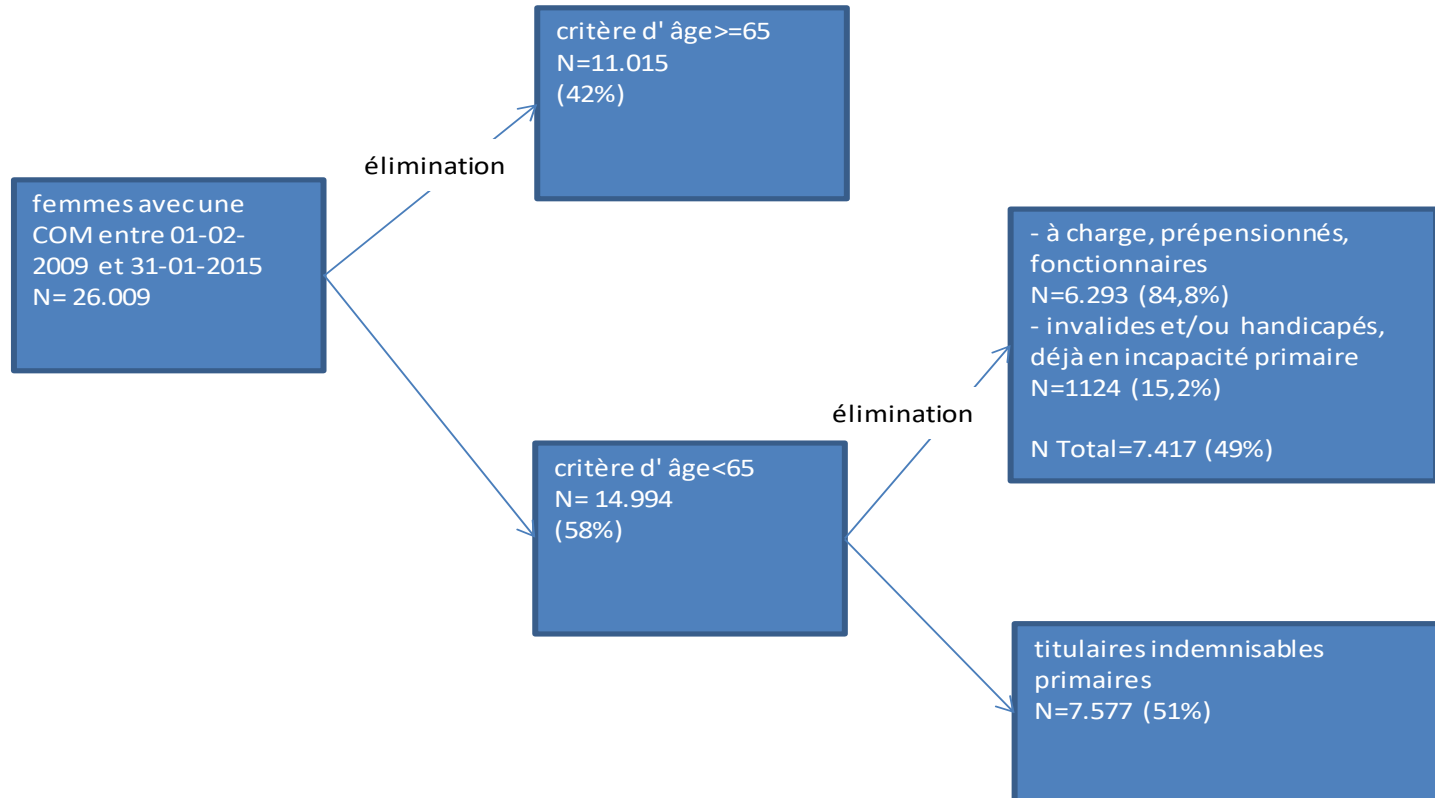 femmes avec une
COM entre 01-02-
2009 et 31-01-2015
N= 26.009
élimination
critère d' âge>=65
N=11.015
(42%)
critère d' âge<65
N= 14.994
(58%)
élimination
- à charge, prépensionnés,
fonctionnaires
N=6.293 (84,8%)
- invalides et/ou handicapés,
déjà en incapacité primaire
N=1124 (15,2%)
N Total=7.417 (49%)
titulaires indemnisables
primaires
N=7.577 (51%)